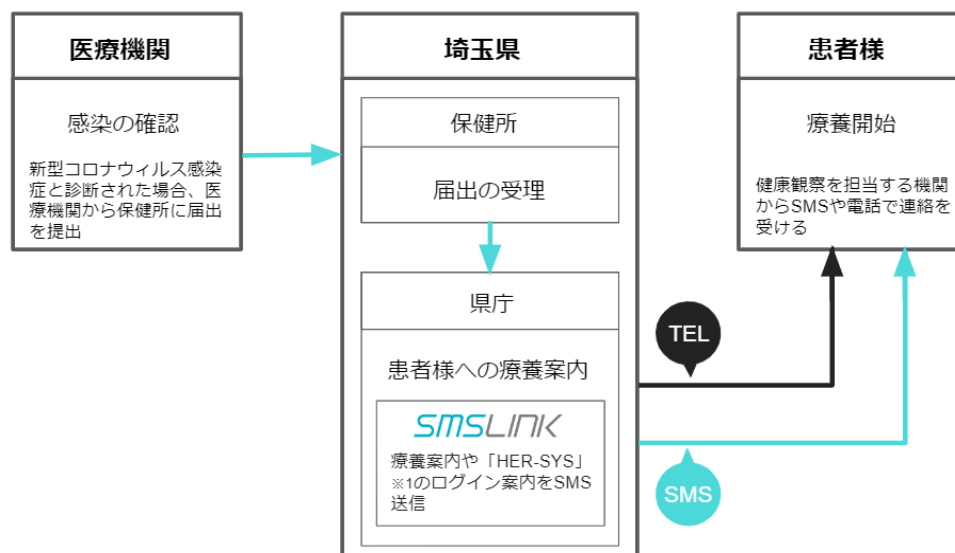 医療機関
感染の確認
新型コロナウィルス感染
症と診断された場合、医
療機関から保健所に届出
を提出
埼玉県
保健所
届出の受理
県庁
患者様への療養案内
SMSLINK
療養案内や「HER-SYS」
※1のログイン案内をSMS
送信
TEL
SMS
患者様
療養開始
健康観察を担当する機関
からSMSや電話で連絡を
受ける